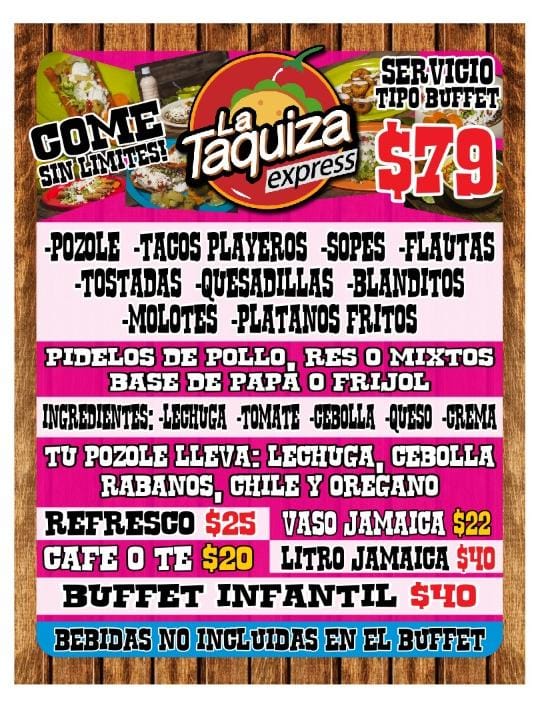 COME
SIN LIMITES!
La
Taquiza
express
SERVICIO
TIPO BUFFET
$79
-POZOLE -TACOS PLAYEROS -SOPES -FLAUTAS
-TOSTADAS -QUESADILLAS -BLANDITOS
-MOLOTES -PLATANOS FRITOS
PIDELOS DE POLLO, RES O MIXTOS
BASE DE PAPA O FRIJOL
INGREDIENTES: -LECHUGA -TOMATE -CEBOLLA -QUESO -CREMA
TU POZOLE LLEVA: LECHUGA, CEBOLLA
RABANOS, CHILE Y OREGANO
REFRESCO $25 VASO JAMAICA $22
CAFE O TE $20 LITRO JAMAICA $40
BUFFET INFANTIL $40
BEBIDAS NO INCLUIDAS EN EL BUFFET